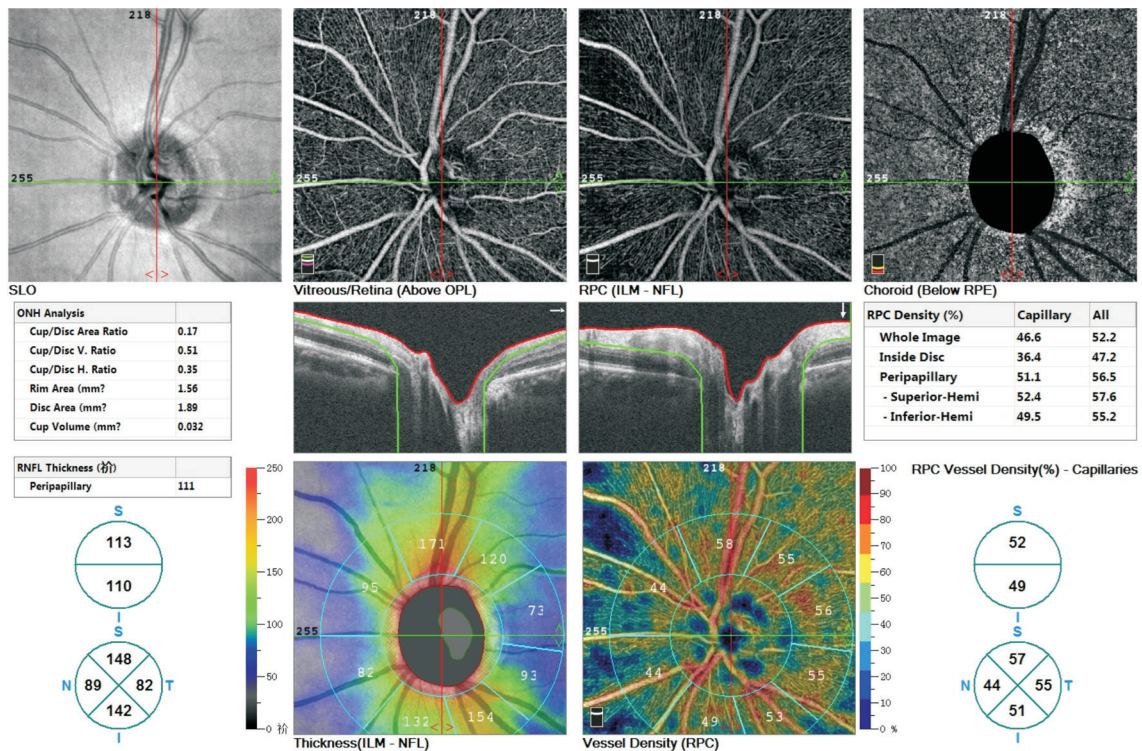 218
255
SLO
218
255
Vitreous/Retina (Above OPL)
218
255
RPC (ILM - NFL)
218
255
Choroid (Below RPE)
ONH Analysis
Cup/Disc Area Ratio 0.17
Cup/Disc V. Ratio 0.51
Cup/Disc H. Ratio 0.35
Rim Area (mm? 1.56
Disc Area (mm? 1.89
Cup Volume (mm? 0.032
RPC Density (%) Capillary All
Whole Image 46.6 52.2
Inside Disc 36.4 47.2
Peripapillary 51.1 56.5
- Superior-Hemi 52.4 57.6
- Inferior-Hemi 49.5 55.2
RNFL Thickness (祄)
Peripapillary 111
S
113
110
I
S
148
N 89 82 T
142
I
250
200
150
100
50
0 祄
218
255
171
120
95
73
82
93
132
154
Thickness(ILM - NFL)
218
255
58
55
44
56
44
55
49
53
Vessel Density (RPC)
100
90
80
70
60
50
40
30
20
10
0 %
RPC Vessel Density(%) - Capillaries
S
52
49
I
S
57
N 44 55 T
51
I